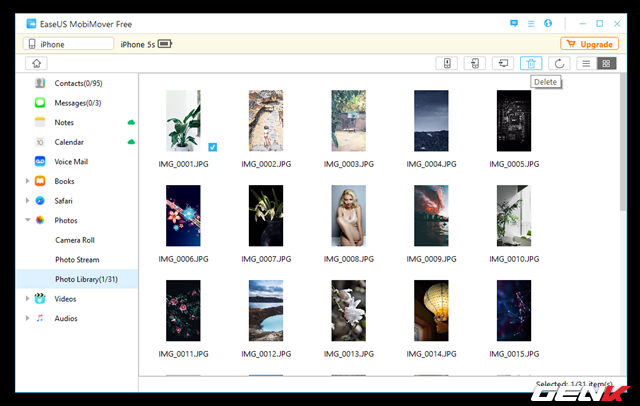 EaseUS MobiMover Free
iPhone
iPhone 5s
Upgrade
Delete
Contacts(0/95)
Messages(0/3)
Notes
Calendar
Voice Mail
Books
Safari
Photos
Camera Roll
Photo Stream
Photo Library(1/31)
Videos
Audios
IMG_0001.JPG IMG_0002.JPG IMG_0003.JPG IMG_0004.JPG IMG_0005.JPG
IMG_0006.JPG IMG_0007.JPG IMG_0008.JPG IMG_0009.JPG IMG_0010.JPG
IMG_0011.JPG IMG_0012.JPG IMG_0013.JPG IMG_0014.JPG IMG_0015.JPG
Selected: 1/31 item(s)
GENK